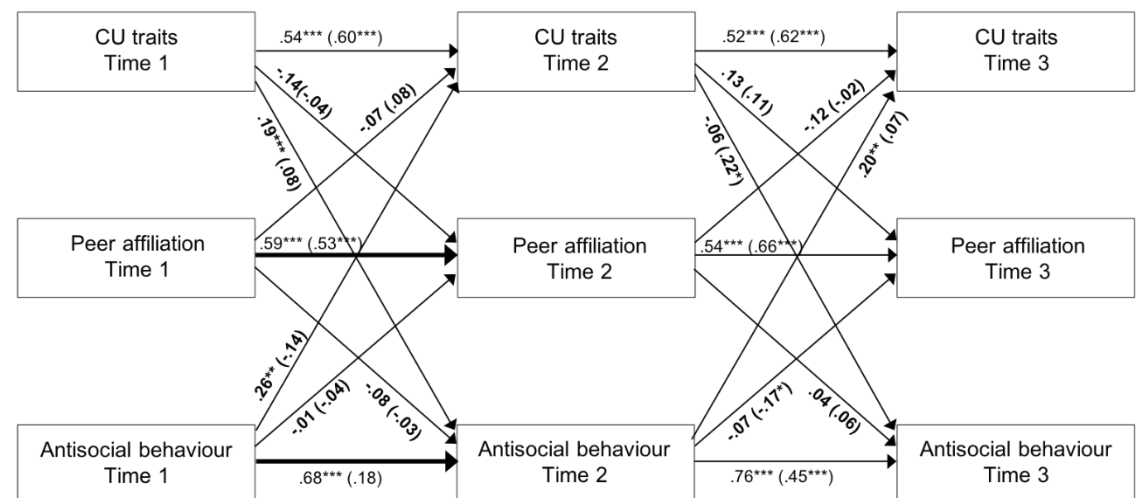 CU traits
Time 1
.54*** (.60***)
CU traits
Time 2
.52*** (.62***)
CU traits
Time 3
-.14(-.04)
-.07 (.08)
.19*** (.08)
.13 (.11)
-.12 (-.02)
-.06 (.22*)
.20** (.07)
Peer affiliation
Time 1
.59*** (.53***)
Peer affiliation
Time 2
.54*** (.66***)
Peer affiliation
Time 3
.26** (-.14)
-.01 (-.04)
-.08 (-.03)
-.07 (-.17*)
.04 (.06)
Antisocial behaviour
Time 1
.68*** (.18)
Antisocial behaviour
Time 2
.76*** (.45***)
Antisocial behaviour
Time 3